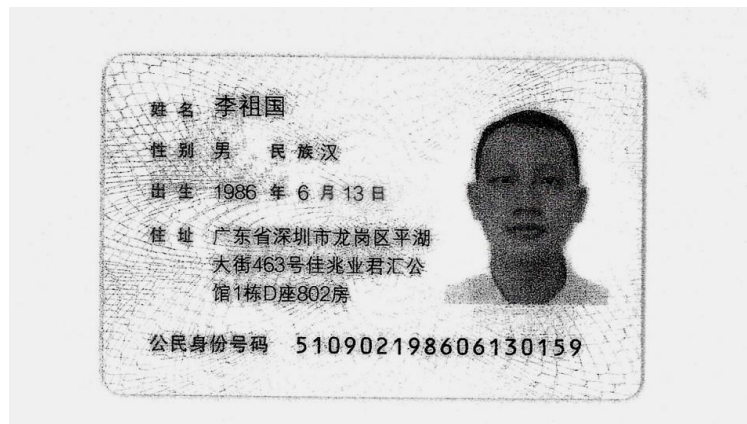 姓名 李祖国
性别 男 民族 汉
出生 1986 年 6 月 13 日
住址 广东省深圳市龙岗区平湖
大街463号佳兆业君汇公
馆1栋D座802房
公民身份号码 510902198606130159